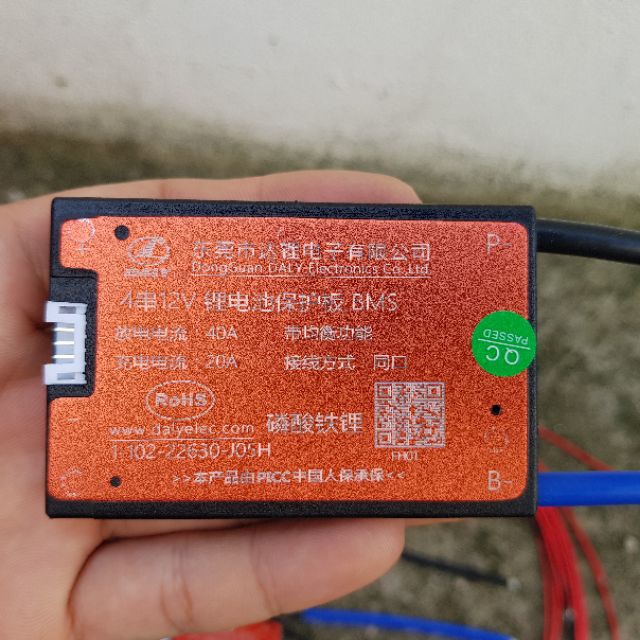 DALY
东莞市达锂电子有限公司
DongGuan DALY Electronics Co.,Ltd
P-
4串12V 锂电池保护板 BMS
放电电流：40A 带均衡功能
充电电流：20A 接线方式 同口
QC
PASSED
RoHS
磷酸铁锂
www.dalyelec.com
FH01
>>本产品由PICC中国人保承保<<
B-